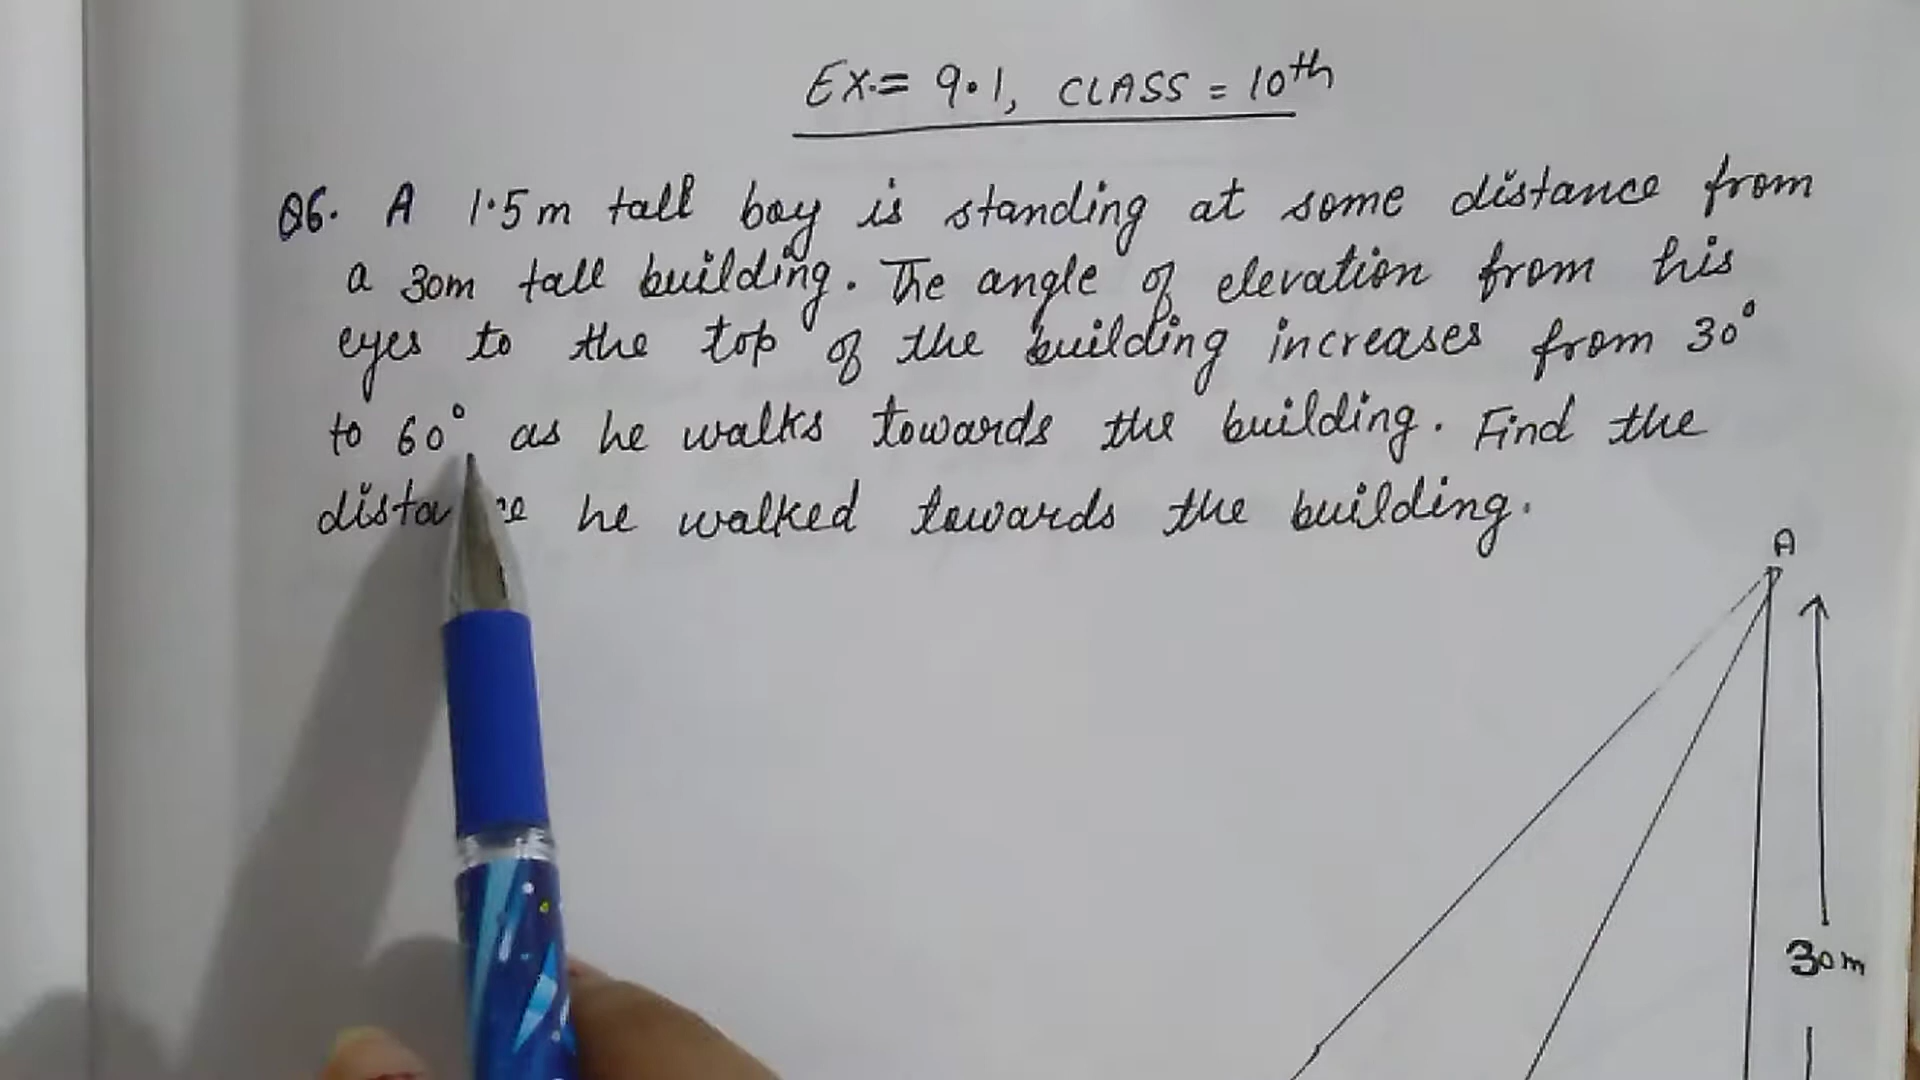 EX.= 9.1, CLASS = 10th
Q6. A 1.5m tall boy is standing at some distance from
a 30m tall building. The angle of elevation from his
eyes to the top of the building increases from 30°
to 60° as he walks towards the building. Find the
he walked towards the building.
A
30m